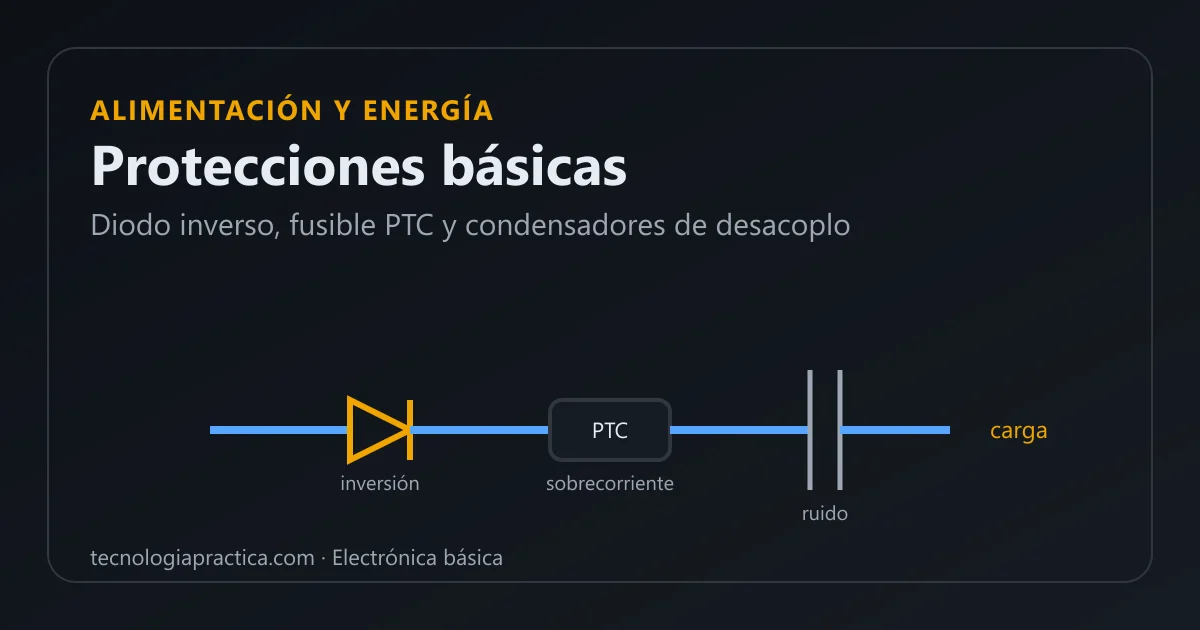 ALIMENTACIÓN Y ENERGÍA
Protecciones básicas
Diodo inverso, fusible PTC y condensadores de desacoplo
PTC
carga
inversión
sobrecorriente
ruido
tecnologiapractica.com · Electrónica básica